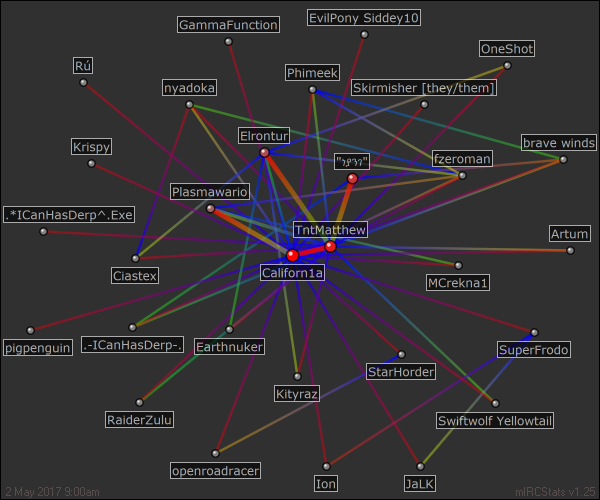 EvilPony Siddey10
GammaFunction
OneShot
Rú
Phimeek
nyadoka
Skirmisher [they/them]
Elrontur
brave winds
Krispy
fzeroman
Plasmawario
.*ICanHasDerp^.Exe
TntMatthew
Artum
Ciastex
Californ1a
MCrekna1
pigpenguin
.-ICanHasDerp-.
Earthnuker
SuperFrodo
StarHorder
Kityraz
RaiderZulu
Swiftwolf Yellowtail
openroadracer
Ion
JaLK
2 May 2017 9:00am
mIRCStats v1.25